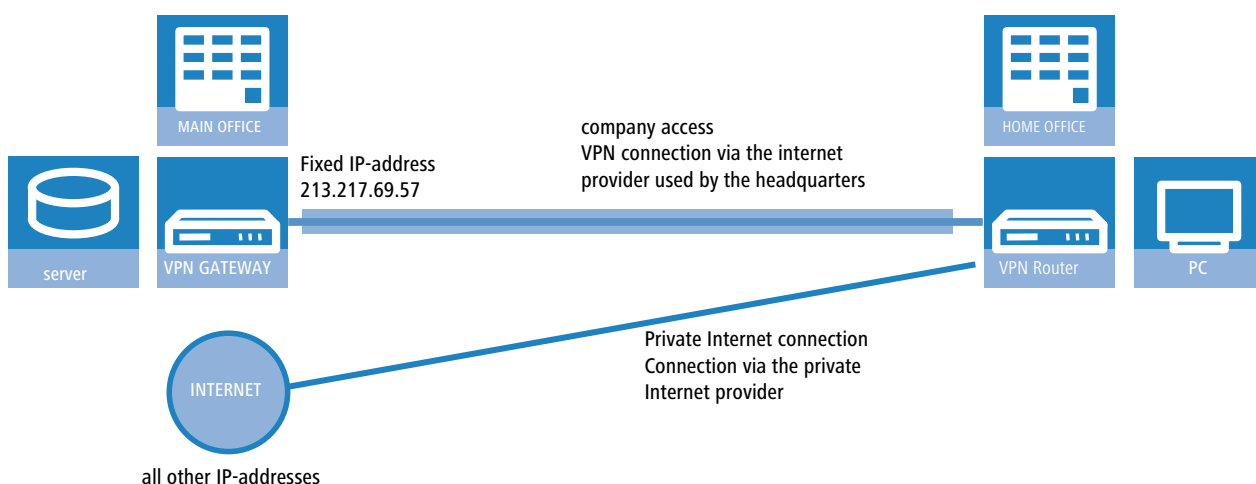 MAIN OFFICE
HOME OFFICE
company access
VPN connection via the internet
provider used by the headquarters
Fixed IP-address
213.217.69.57
server
VPN GATEWAY
VPN Router
PC
Private Internet connection
Connection via the private
Internet provider
INTERNET
all other IP-addresses